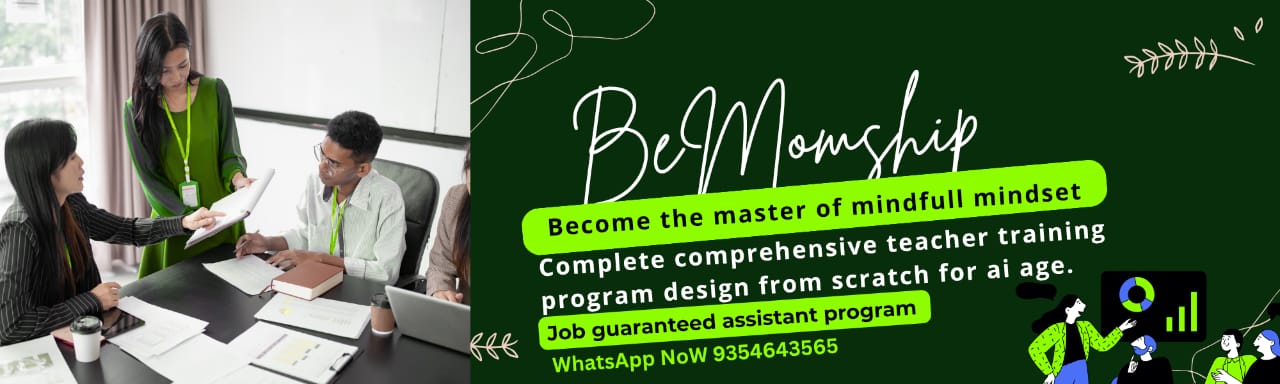 BeMomship
Become the master of mindfull mindset
Complete comprehensive teacher training
program design from scratch for ai age.
Job guaranteed assistant program
WhatsApp NoW 9354643565